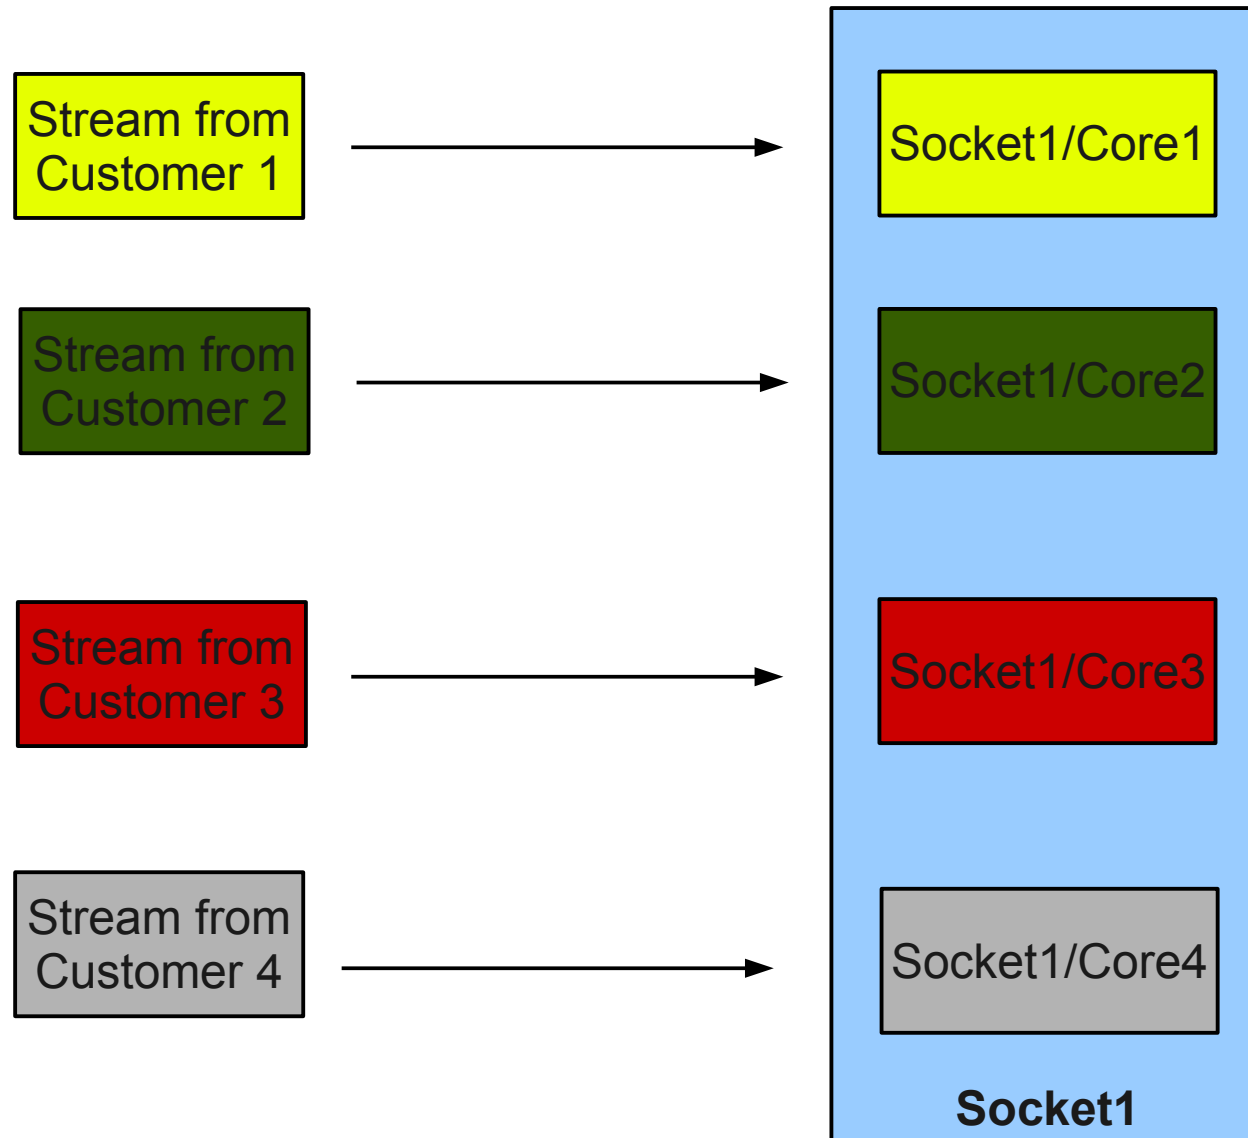 Stream from
Customer 1
Socket1/Core1
Stream from
Customer 2
Socket1/Core2
Stream from
Customer 3
Socket1/Core3
Stream from
Customer 4
Socket1/Core4
Socket1